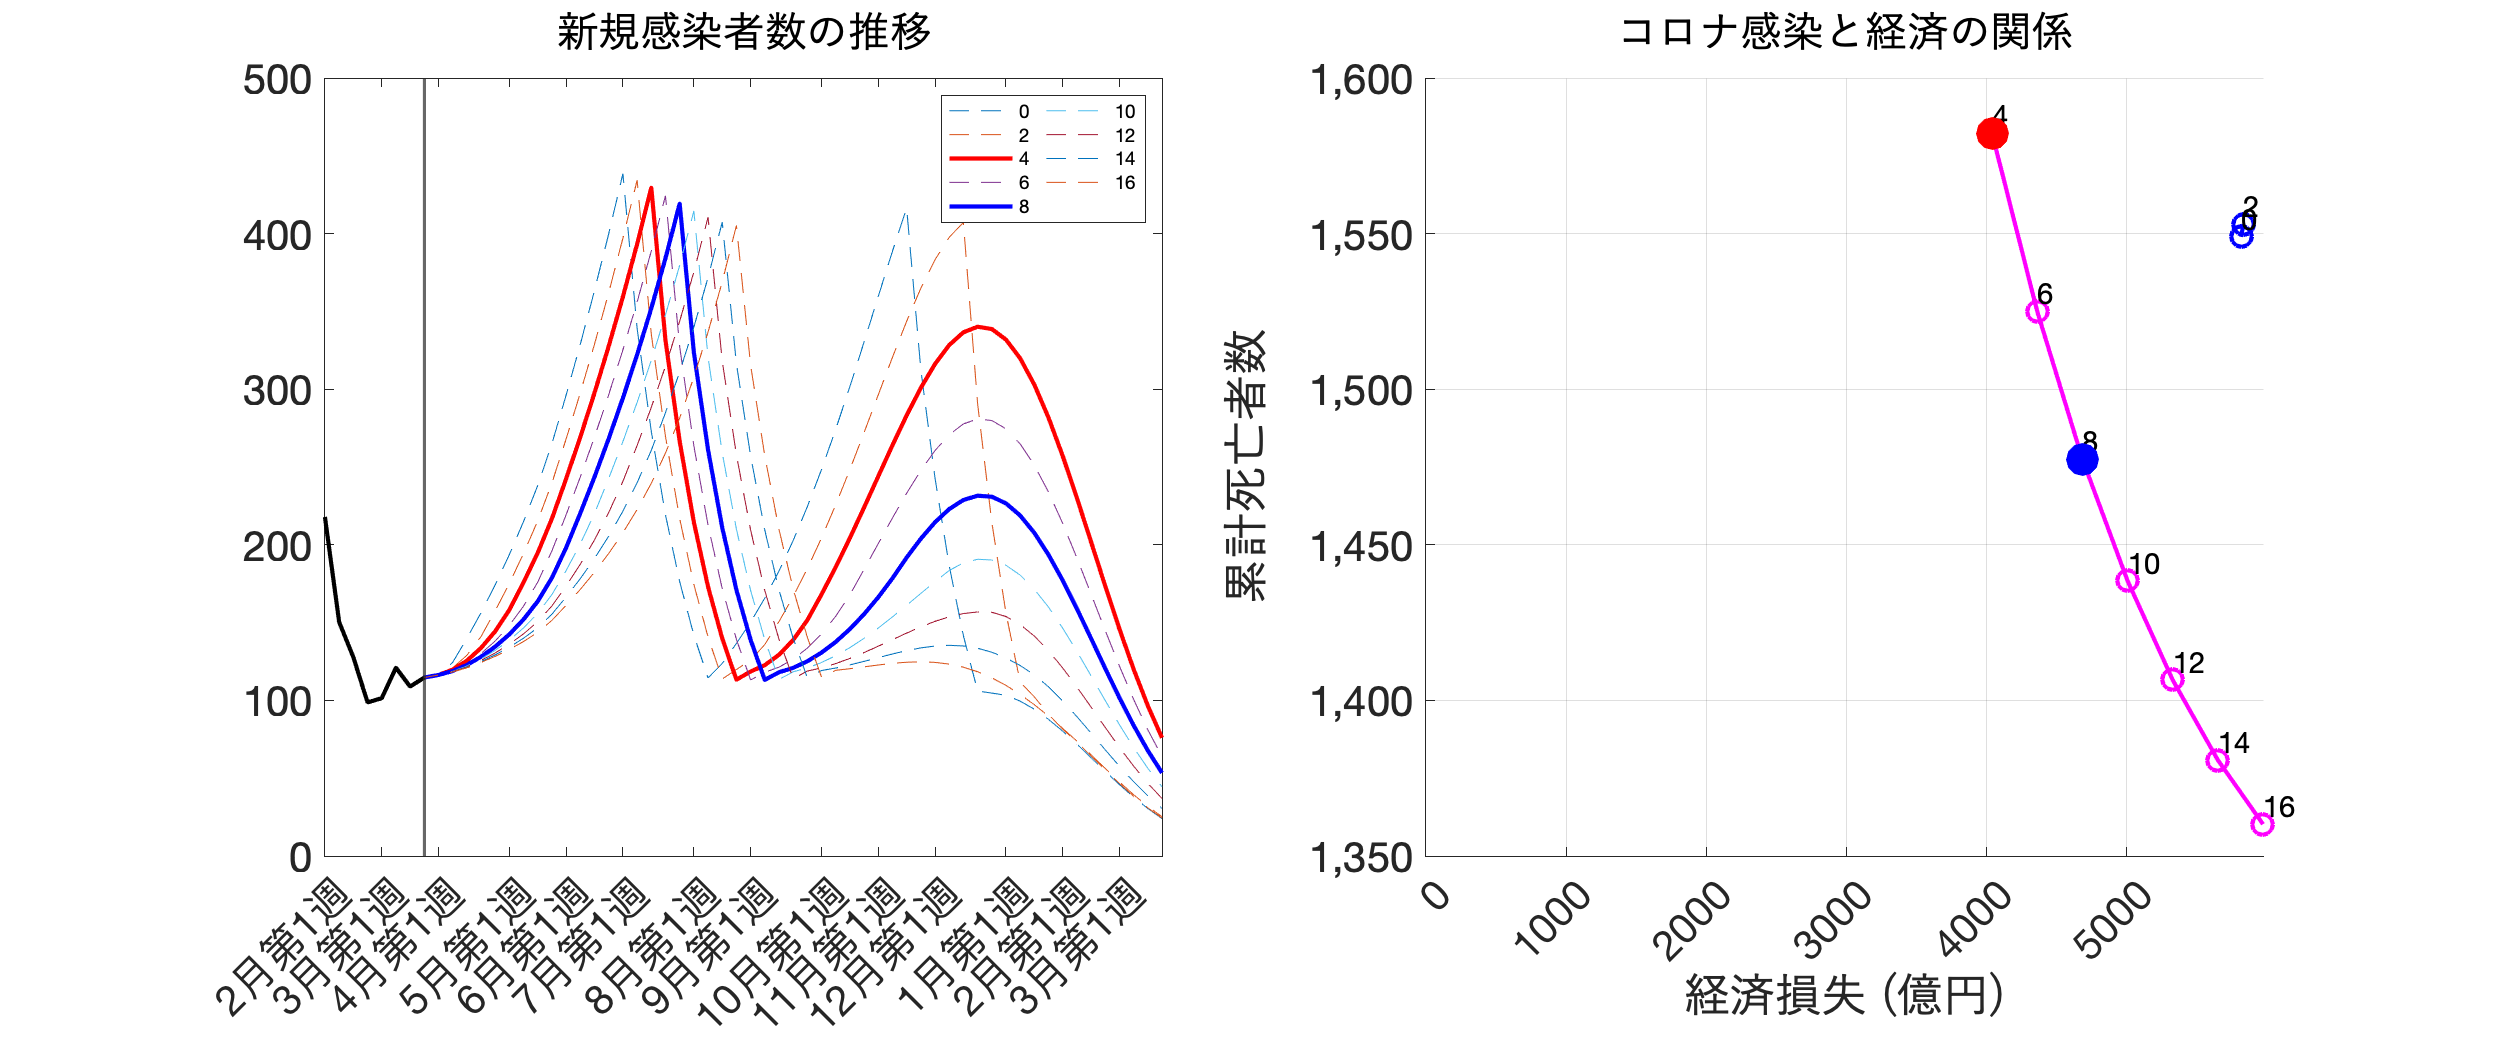 新規感染者数の推移
500
400
300
200
100
0
0
2
4
6
8
10
12
14
16
2月第1週
3月第1週
4月第1週
5月第1週
6月第1週
7月第1週
8月第1週
9月第1週
10月第1週
11月第1週
12月第1週
1月第1週
2月第1週
3月第1週
コロナ感染と経済の関係
累計死亡者数
1,600
1,550
1,500
1,450
1,400
1,350
4
2
0
6
8
10
12
14
16
0
1000
2000
3000
4000
5000
経済損失 (億円)